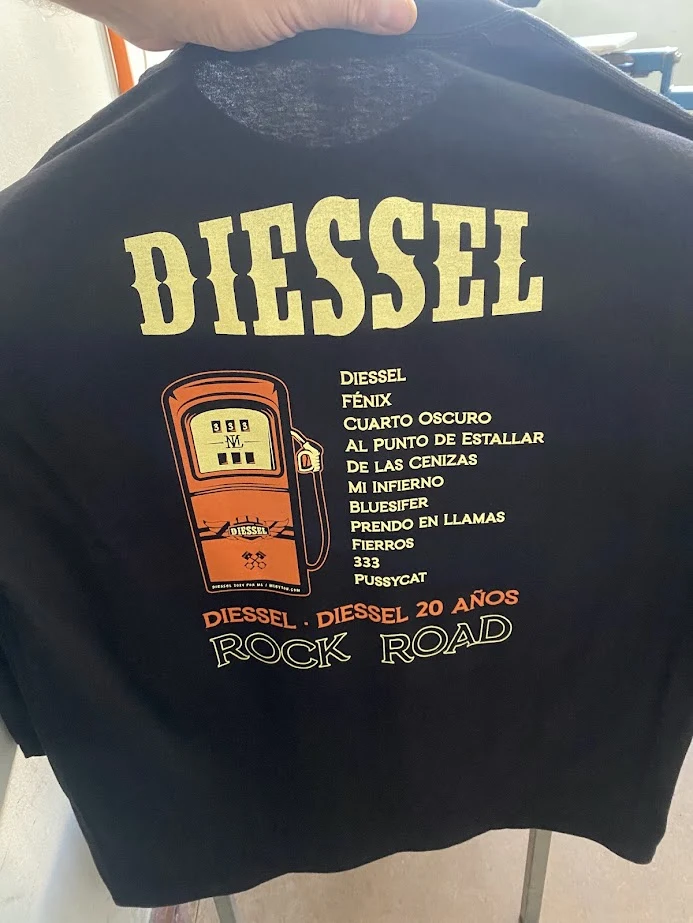 DIESSEL
DIESSEL
FÉNIX
CUARTO OSCURO
AL PUNTO DE ESTALLAR
DE LAS CENIZAS
MI INFIERNO
BLUESIFER
PRENDO EN LLAMAS
FIERROS
333
PUSSYCAT
333
DIESSEL
DIESSEL · DIESSEL 20 AÑOS
ROCK ROAD